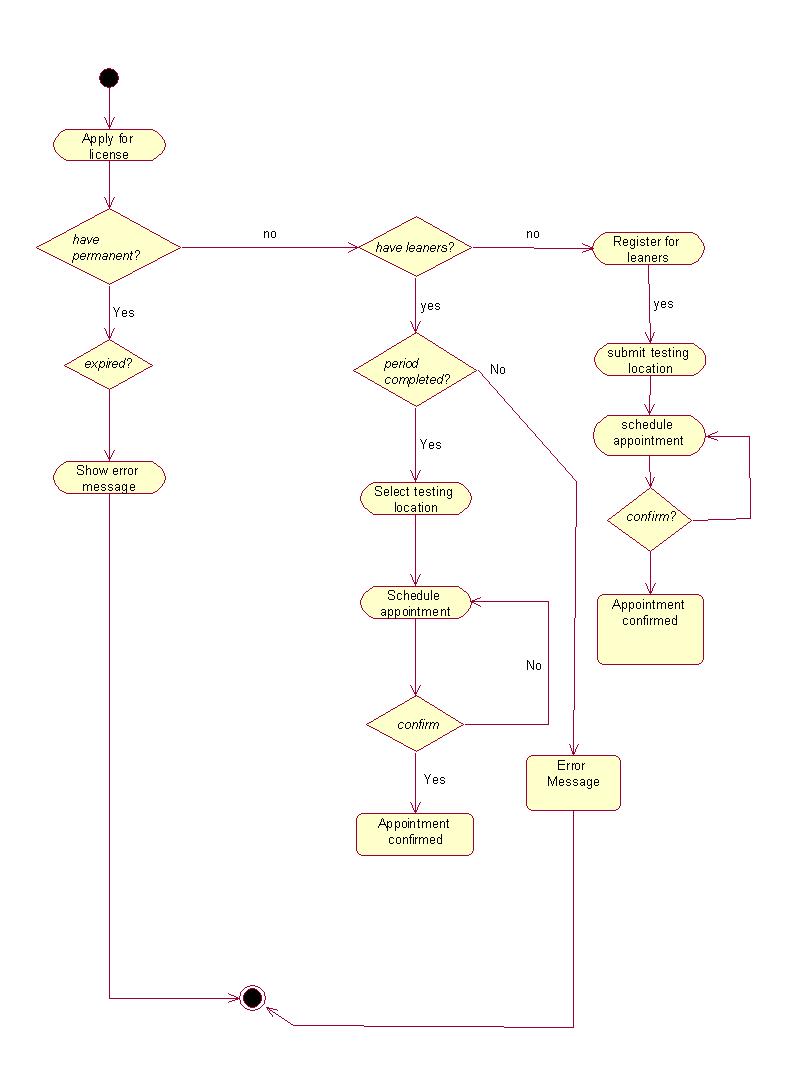 Apply for
license
have
permanent?
no
have leaners?
no
Register for
leaners
Yes
yes
yes
expired?
period
completed?
No
submit testing
location
schedule
appointment
Yes
Show error
message
Select testing
location
confirm?
Schedule
appointment
Appointment
confirmed
No
confirm
Yes
Error
Message
Appointment
confirmed